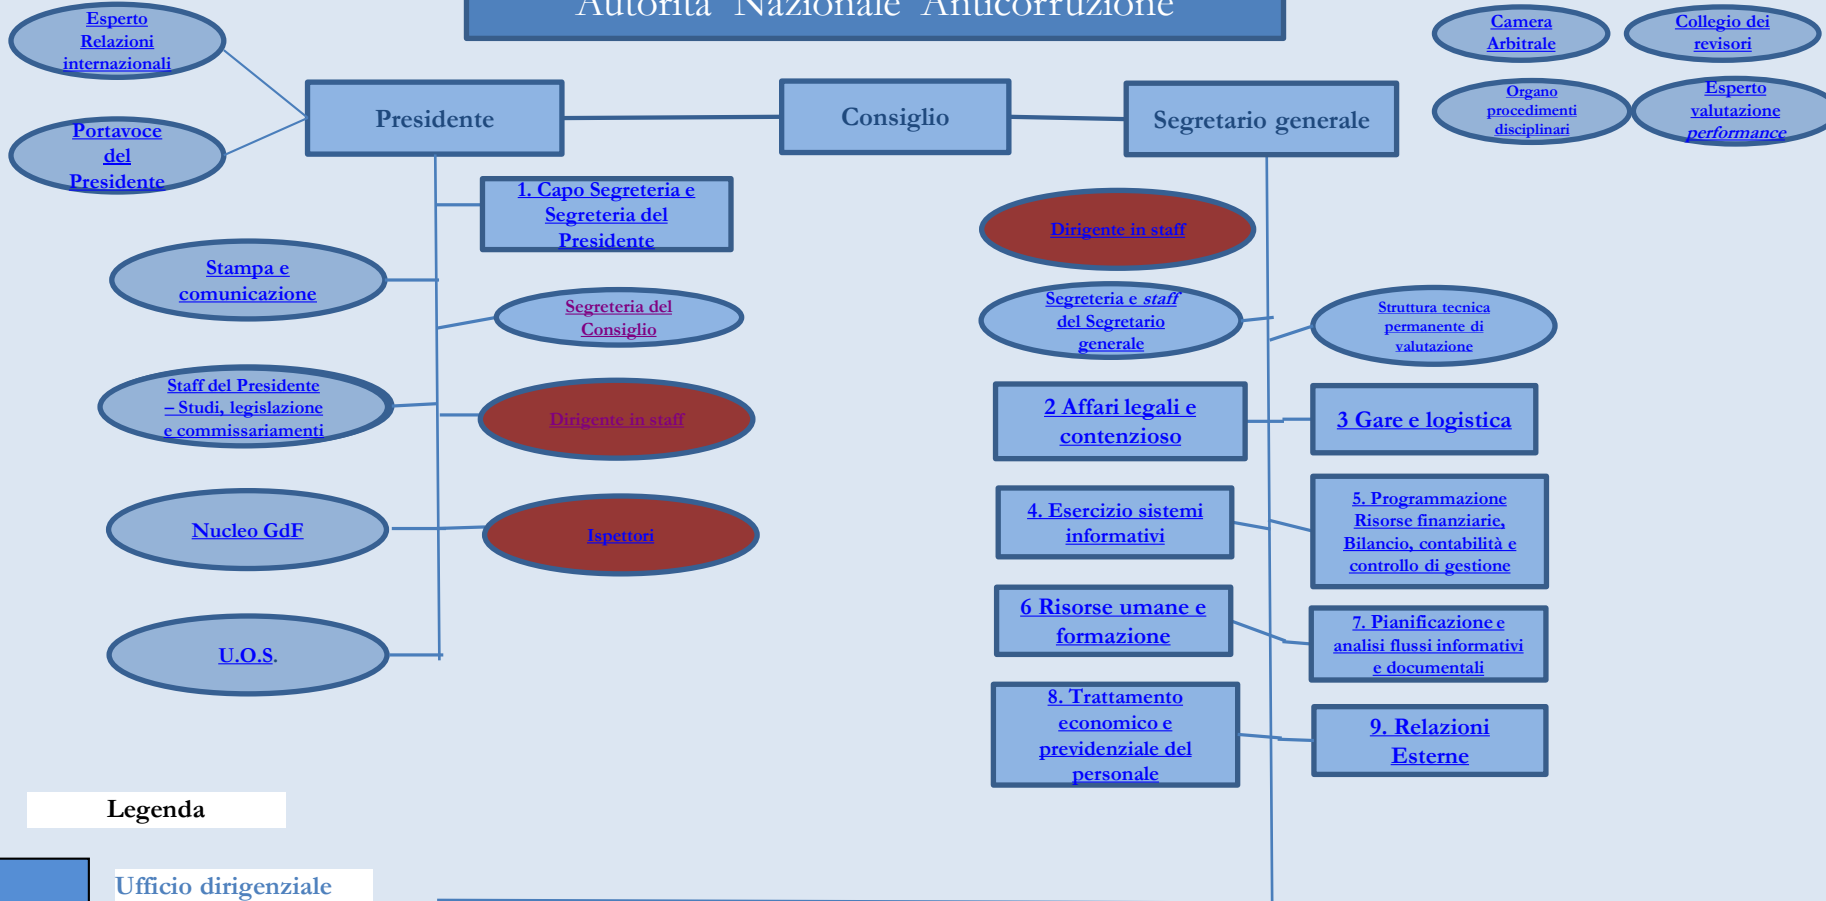 Autorità Nazionale Anticorruzione
Esperto
Relazioni
internazionali
Portavoce
del
Presidente
Presidente
Consiglio
Segretario generale
Camera
Arbitrale
Collegio dei
revisori
Organo
procedimenti
disciplinari
Esperto
valutazione
performance
1. Capo Segreteria e
Segreteria del
Presidente
Stampa e
comunicazione
Segreteria del
Consiglio
Staff del Presidente
– Studi, legislazione
e commissariamenti
Dirigente in staff
Nucleo GdF
Ispettori
U.O.S.
Dirigente in staff
Segreteria e staff
del Segretario
generale
Struttura tecnica
permanente di
valutazione
2 Affari legali e
contenzioso
3 Gare e logistica
4. Esercizio sistemi
informativi
5. Programmazione
Risorse finanziarie,
Bilancio, contabilità e
controllo di gestione
6 Risorse umane e
formazione
7. Pianificazione e
analisi flussi informativi
e documentali
8. Trattamento
economico e
previdenziale del
personale
9. Relazioni
Esterne
Legenda
Ufficio dirigenziale